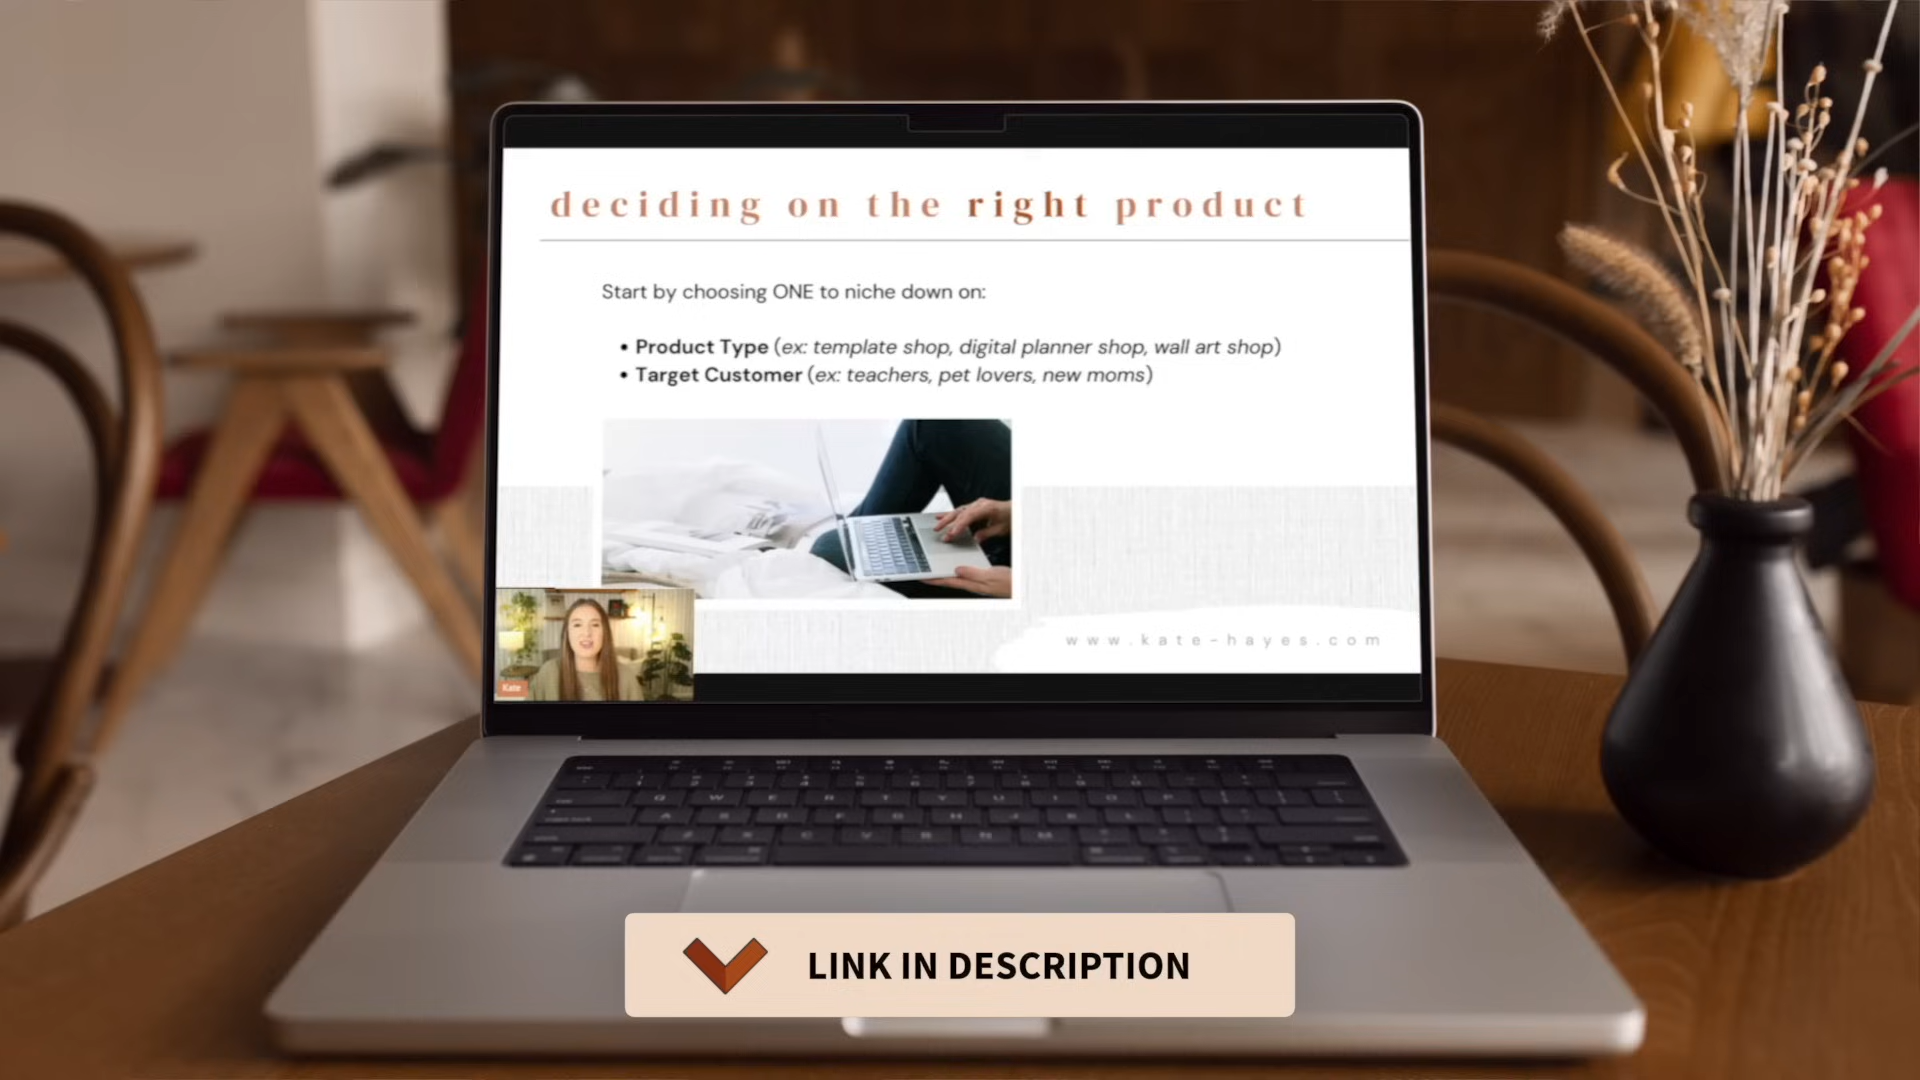 deciding on the right product
Start by choosing ONE to niche down on:
• Product Type (ex: template shop, digital planner shop, wall art shop)
• Target Customer (ex: teachers, pet lovers, new moms)
www.kate-hayes.com
Kate
LINK IN DESCRIPTION